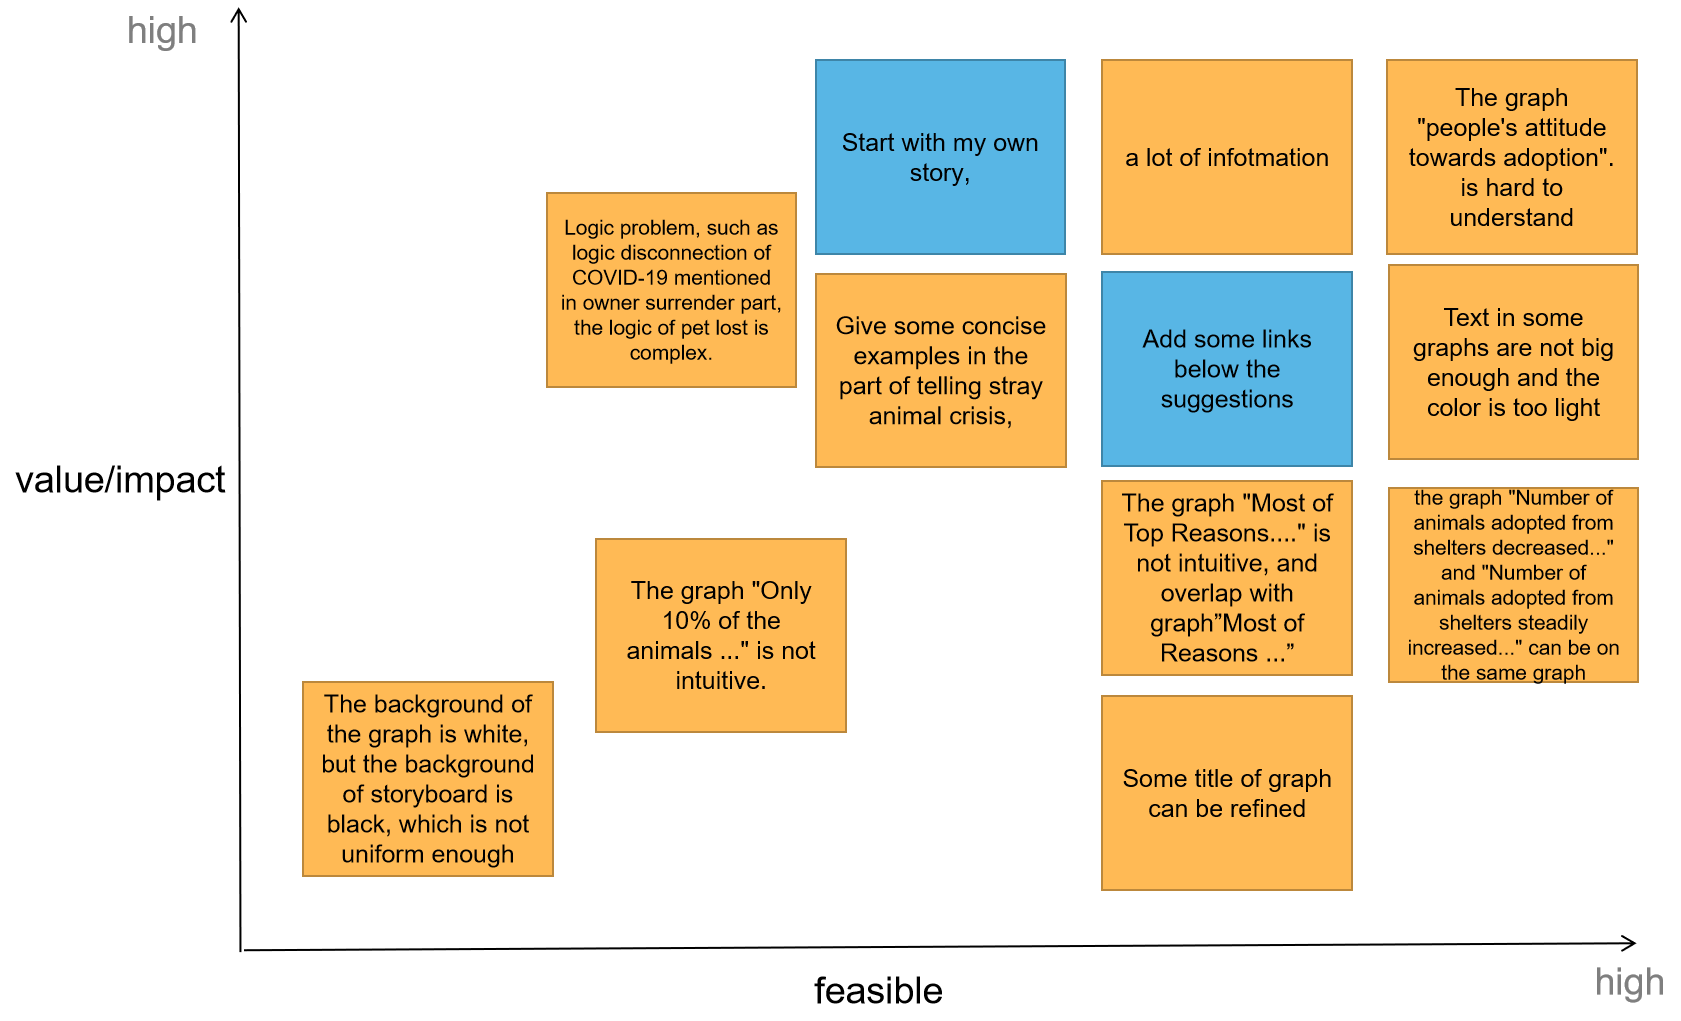 high
Start with my own
story,
a lot of infotmation
The graph
"people's attitude
towards adoption".
is hard to
understand
Logic problem, such as
logic disconnection of
COVID-19 mentioned
in owner surrender part,
the logic of pet lost is
complex.
Give some concise
examples in the
part of telling stray
animal crisis,
Add some links
below the
suggestions
Text in some
graphs are not big
enough and the
color is too light
value/impact
The graph "Only
10% of the
animals ..." is not
intuitive.
The graph "Most of
Top Reasons...." is
not intuitive, and
overlap with
graph”Most of
Reasons ...”
the graph "Number of
animals adopted from
shelters decreased..."
and "Number of
animals adopted from
shelters steadily
increased..." can be on
the same graph
The background of
the graph is white,
but the background
of storyboard is
black, which is not
uniform enough
Some title of graph
can be refined
feasible
high